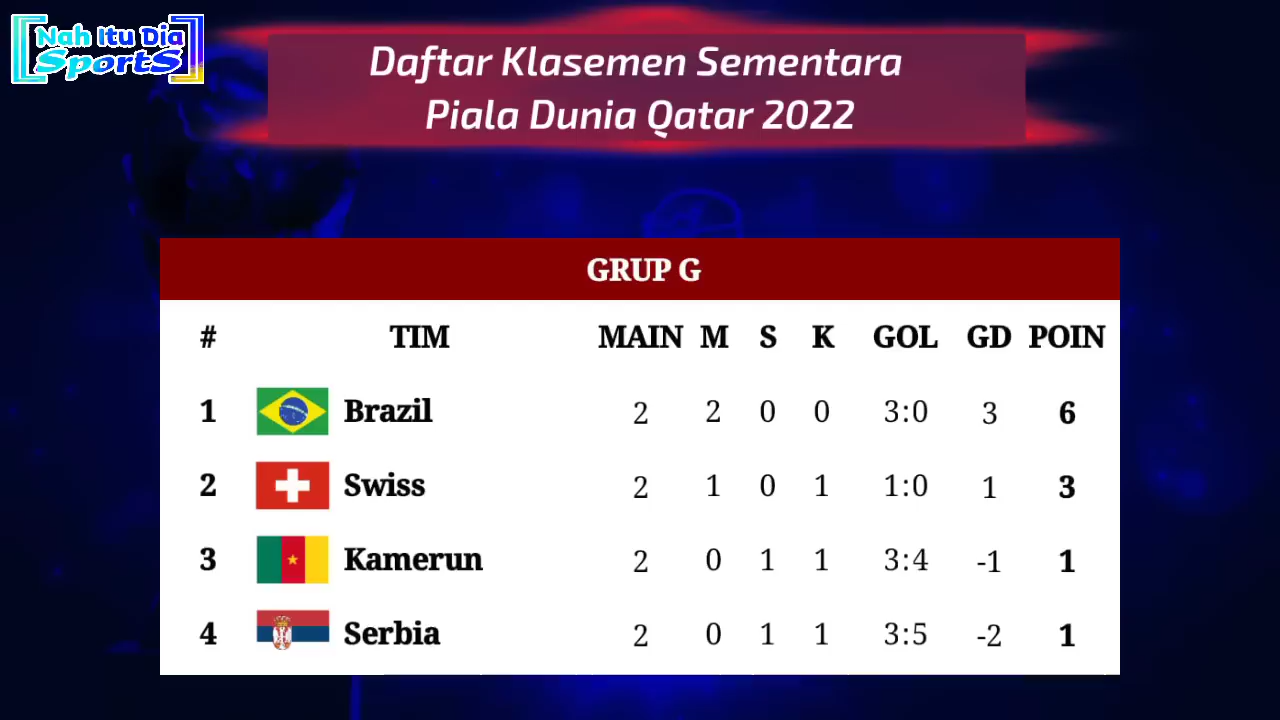 Nah Itu Dia
SportS
Daftar Klasemen Sementara
Piala Dunia Qatar 2022
GRUP G
# TIM MAIN M S K GOL GD POIN
1 Brazil 2 2 0 0 3:0 3 6
2 Swiss 2 1 0 1 1:0 1 3
3 Kamerun 2 0 1 1 3:4 -1 1
4 Serbia 2 0 1 1 3:5 -2 1